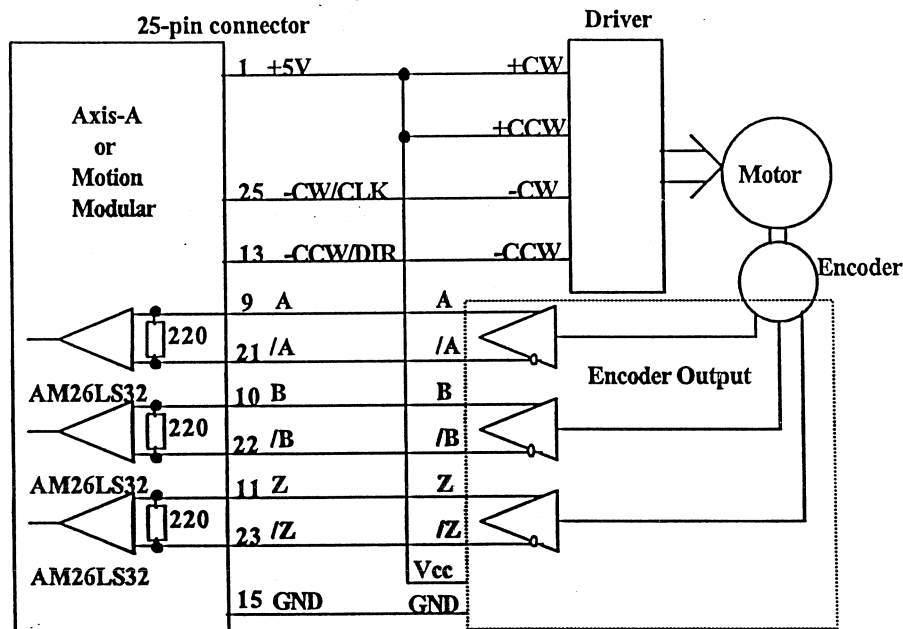 25-pin connector
Driver
1 +5V
+CW
Axis-A
or
Motion
Modular
+CCW
Motor
25 -CW/CLK
-CW
13 -CCW/DIR
-CCW
Encoder
9 A
A
220
21 /A
/A
Encoder Output
AM26LS32
10 B
B
220
22 /B
/B
AM26LS32
11 Z
Z
220
23 /Z
/Z
AM26LS32
Vcc
15 GND
GND